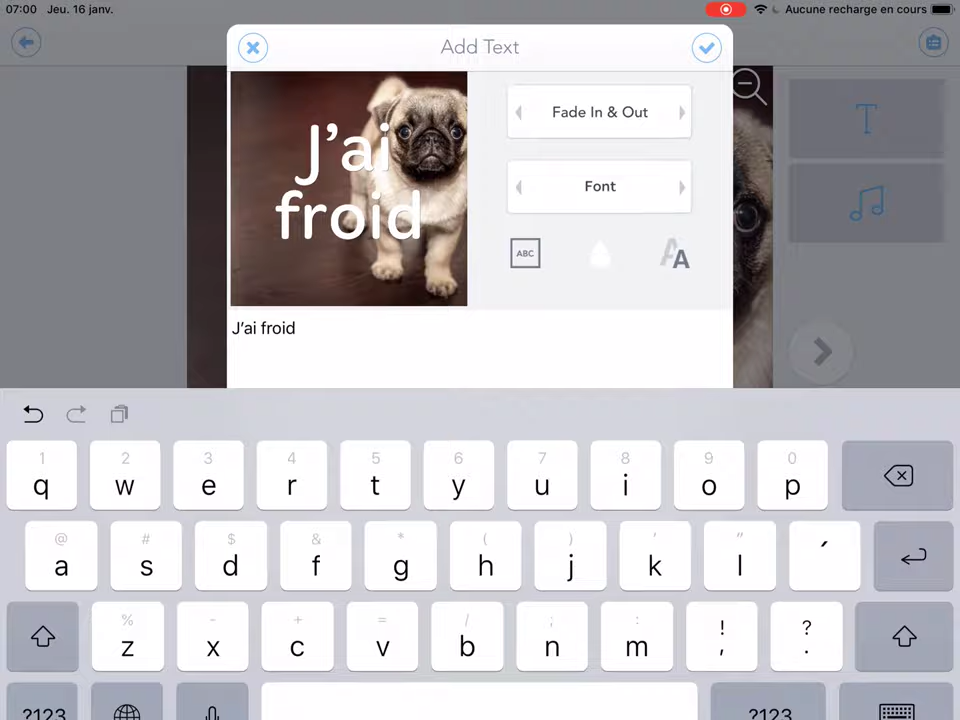 07:00 Jeu. 16 janv.
Aucune recharge en cours
Add Text
T
J'ai
froid
Fade In & Out
Font
ABC
AA
J'ai froid
1 2 3 4 5 6 7 8 9 0
q w e r t y u i o p
@ # $ & * ( ) ' "
a s d f g h j k l ´
% - + = / ; : ! ?
z x c v b n m , .
?123 ?123